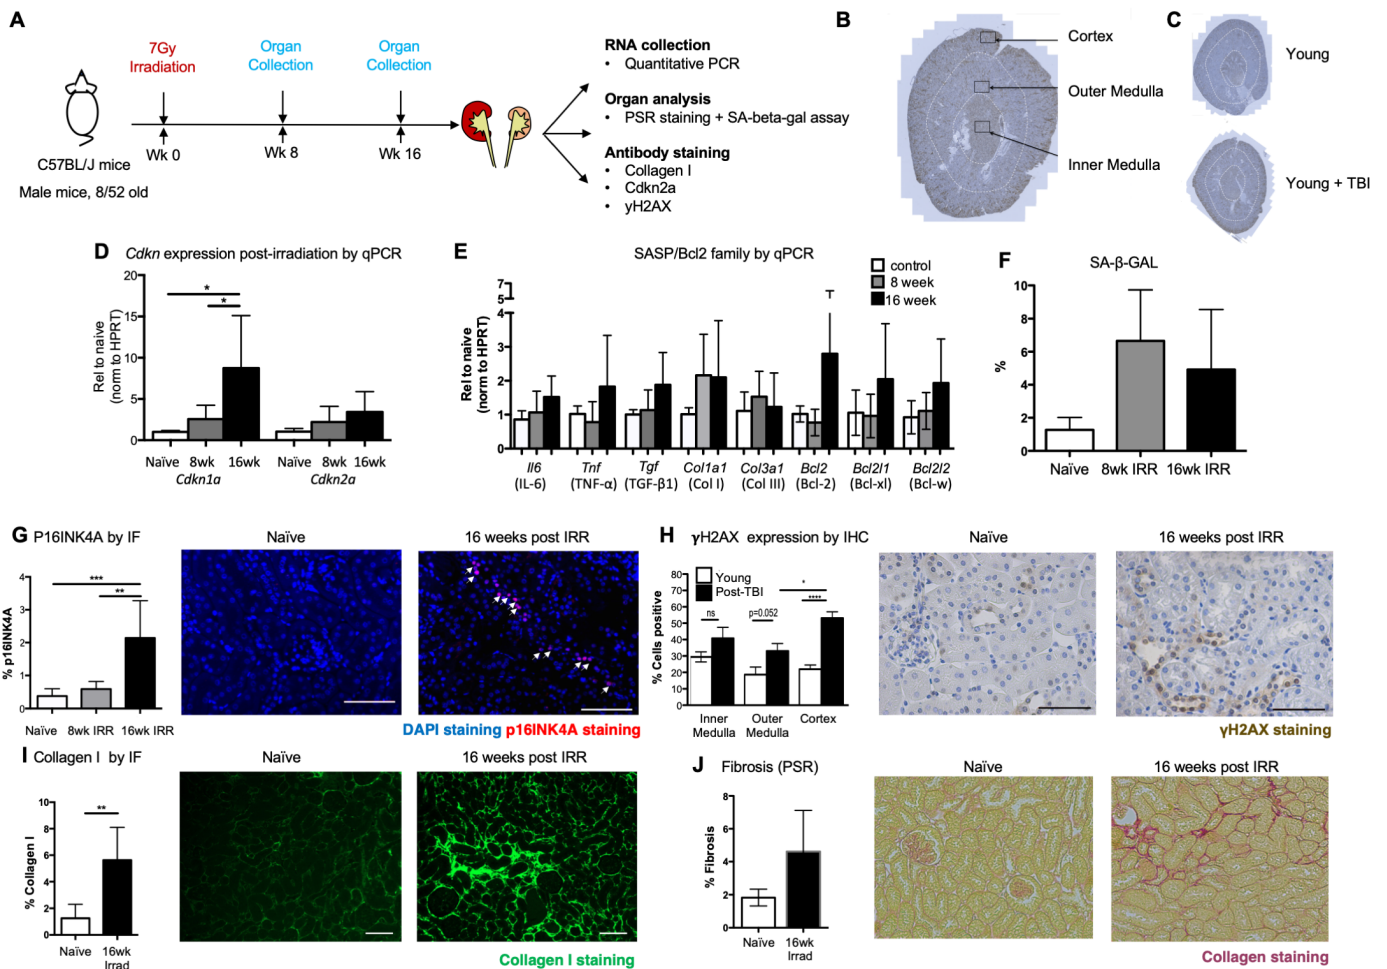 A
7Gy
Irradiation
Organ
Collection
Organ
Collection
Wk 0
Wk 8
Wk 16
C57BL/J mice
Male mice, 8/52 old
RNA collection
• Quantitative PCR
Organ analysis
• PSR staining + SA-beta-gal assay
Antibody staining
• Collagen I
• Cdkn2a
• yH2AX
B
Cortex
Outer Medulla
Inner Medulla
C
Young
Young + TBI
D
Cdkn expression post-irradiation by qPCR
Rel to naive
(norm to HPRT)
20
15
10
5
0
*
*
Naïve 8wk 16wk
Cdkn1a
Naïve 8wk 16wk
Cdkn2a
E
SASP/Bcl2 family by qPCR
control
8 week
16 week
Rel to naive
(norm to HPRT)
7
5
4
3
2
1
0
Il6 Tnf Tgf Col1a1 Col3a1 Bcl2 Bcl2l1 Bcl2l2
(IL-6) (TNF-α) (TGF-β1) (Col I) (Col III) (Bcl-2) (Bcl-xl) (Bcl-w)
F
SA-β-GAL
%
10
8
6
4
2
0
Naïve 8wk IRR 16wk IRR
G P16INK4A by IF
Naïve
16 weeks post IRR
% p16INK4A
4
3
2
1
0
***
**
Naïve 8wk IRR 16wk IRR
DAPI staining p16INK4A staining
H γH2AX expression by IHC
Naïve
16 weeks post IRR
Young
Post-TBI
% Cells positive
80
70
60
50
40
30
20
10
0
ns
p=0.052
*
****
Inner
Medulla
Outer
Medulla
Cortex
γH2AX staining
I Collagen I by IF
Naïve
16 weeks post IRR
% Collagen I
10
8
6
4
2
0
**
Naïve
16wk
Irrad
Collagen I staining
J Fibrosis (PSR)
Naïve
16 weeks post IRR
% Fibrosis
8
6
4
2
0
Naïve
16wk
Irrad
Collagen staining